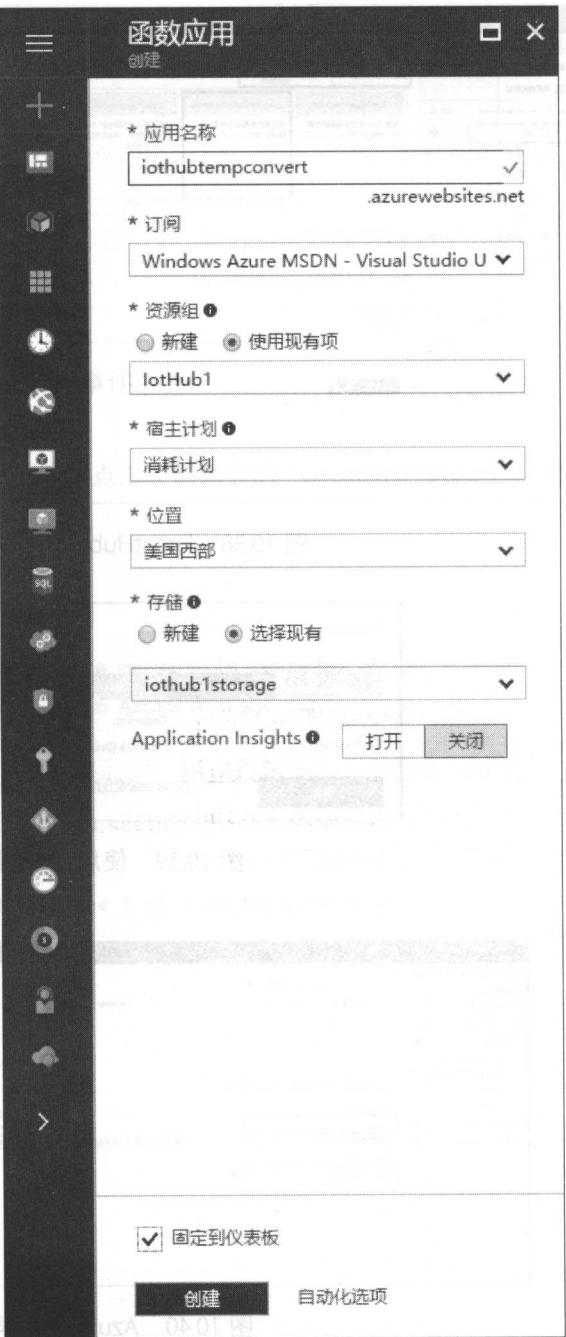 函数应用
创建
* 应用名称
iothubtempconvert
.azurewebsites.net
* 订阅
Windows Azure MSDN - Visual Studio U
* 资源组
新建 使用现有项
IotHub1
* 宿主计划
消耗计划
* 位置
美国西部
* 存储
新建 选择现有
iothub1storage
Application Insights 打开 关闭
SQL
固定到仪表板
创建 自动化选项